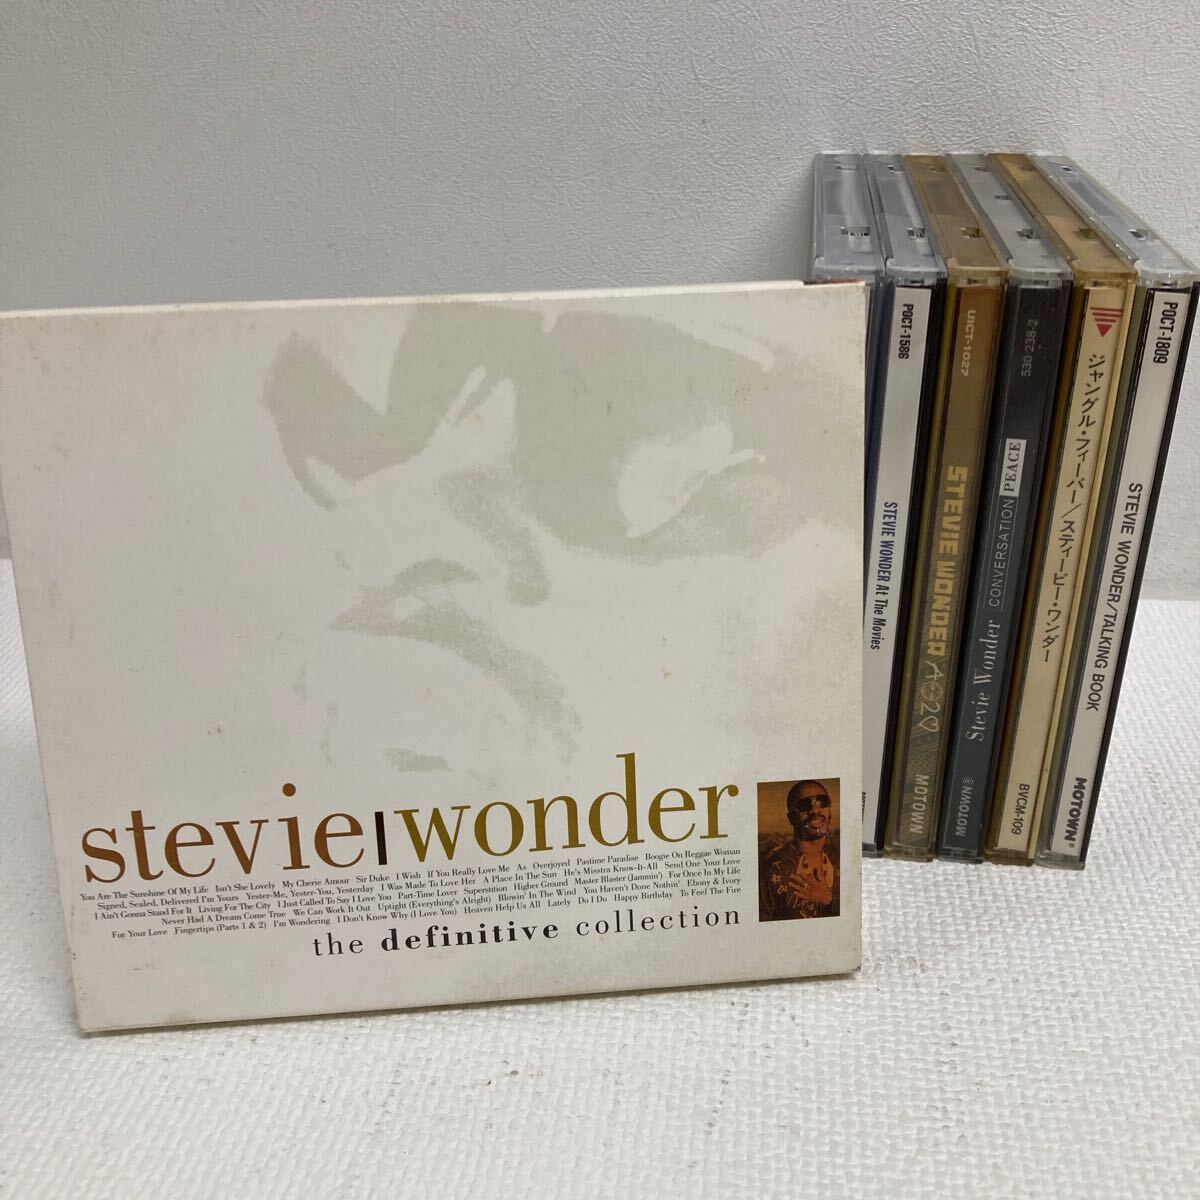 stevie wonder
You Are The Sunshine Of My Life Isn't She Lovely My Cherie Amour Sir Duke I Wish If You Really Love Me As Overjoyed Pastime Paradise Boogie On Reggae Woman
Signed, Sealed, Delivered I'm Yours Yester-Me, Yester-You, Yesterday I Was Made To Love Her A Place In The Sun He's Misstra Know-It-All Send One Your Love
I Ain't Gonna Stand For It Living For The City I Just Called To Say I Love You Part-Time Lover Superstition Higher Ground Master Blaster (Jammin') For Once In My Life
Never Had A Dream Come True We Can Work It Out Uptight (Everything's Alright) Blowin' In The Wind You Haven't Done Nothin' Ebony & Ivory
For Your Love Fingertips (Parts 1 & 2) I'm Wondering I Don't Know Why (I Love You) Heaven Help Us All Lately Do I Do Happy Birthday To Feel The Fire
the definitive collection
POCT-1586 STEVIE WONDER At The Movies
UICT-1027 STEVIE WONDER A 2 MOTOWN
530 238-2 Stevie Wonder CONVERSATION PEACE MOTOWN®
ジャングル・フィーバー/スティービー・ワンダー BVCM-109
POCT-1809 STEVIE WONDER/TALKING BOOK MOTOWN®